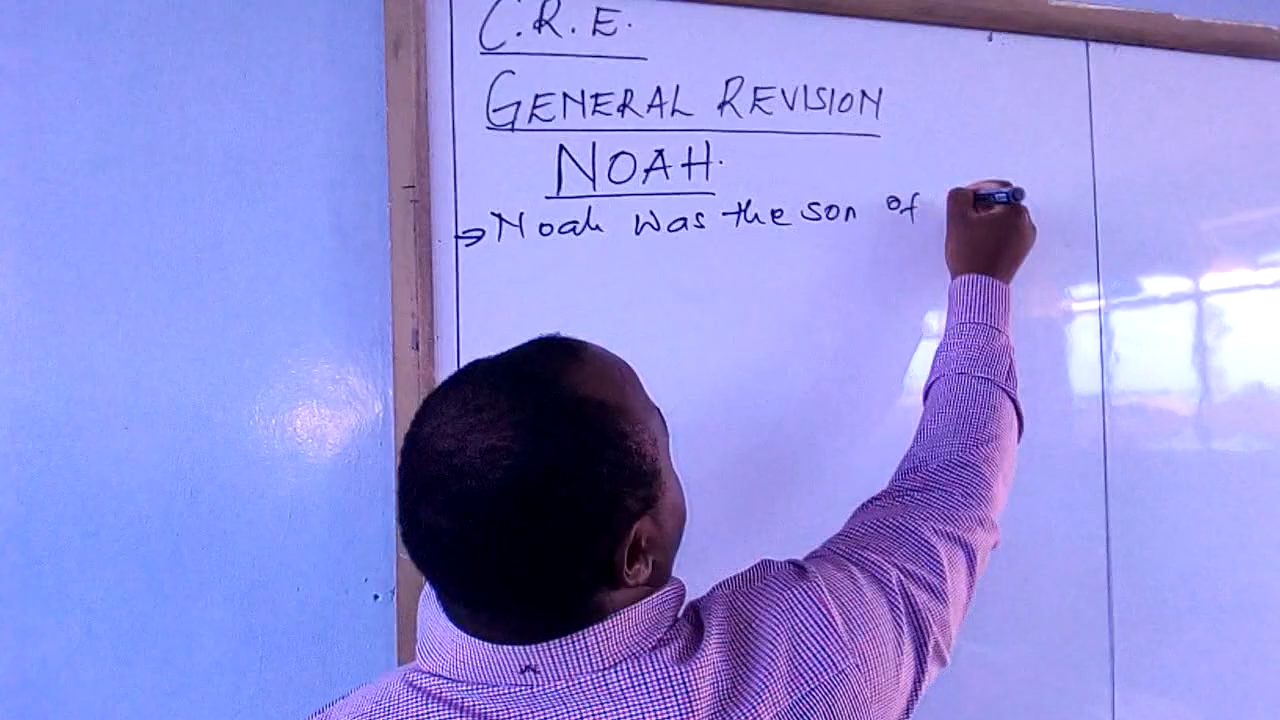 C.R.E.
GENERAL REVISION
NOAH.
→ Noah was the son of